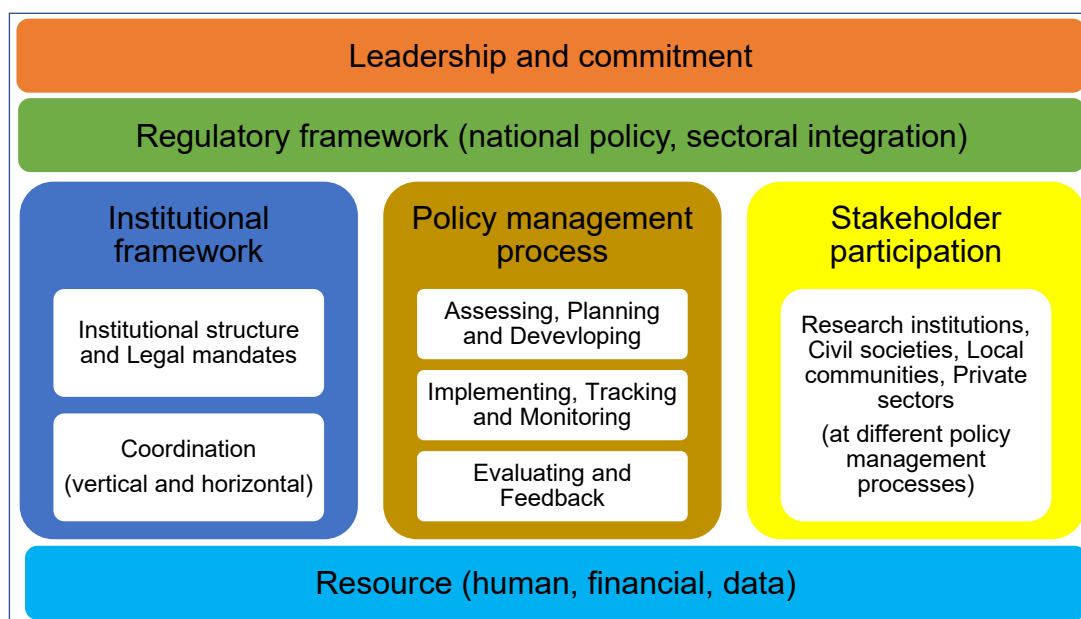 Leadership and commitment
Regulatory framework (national policy, sectoral integration)
Institutional
framework
Institutional structure
and Legal mandates
Coordination
(vertical and horizontal)
Policy management
process
Assessing, Planning
and Devevloping
Implementing, Tracking
and Monitoring
Evaluating and
Feedback
Stakeholder
participation
Research institutions,
Civil societies, Local
communities, Private
sectors
(at different policy
management
processes)
Resource (human, financial, data)